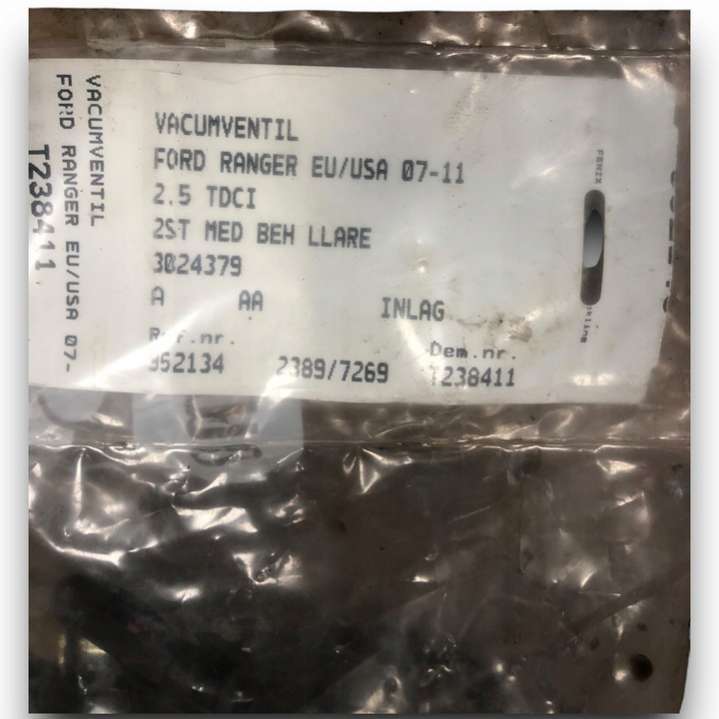 VACUMVENTIL
FORD RANGER EU/USA 07-11
2.5 TDCI
2ST MED BEH LLARE
3024379
A AA INLAG
Ref.nr. Dem.nr.
952134 2389/7269 T238411
VACUMVENTIL
FORD RANGER EU/USA 07-
T238411
FENIX